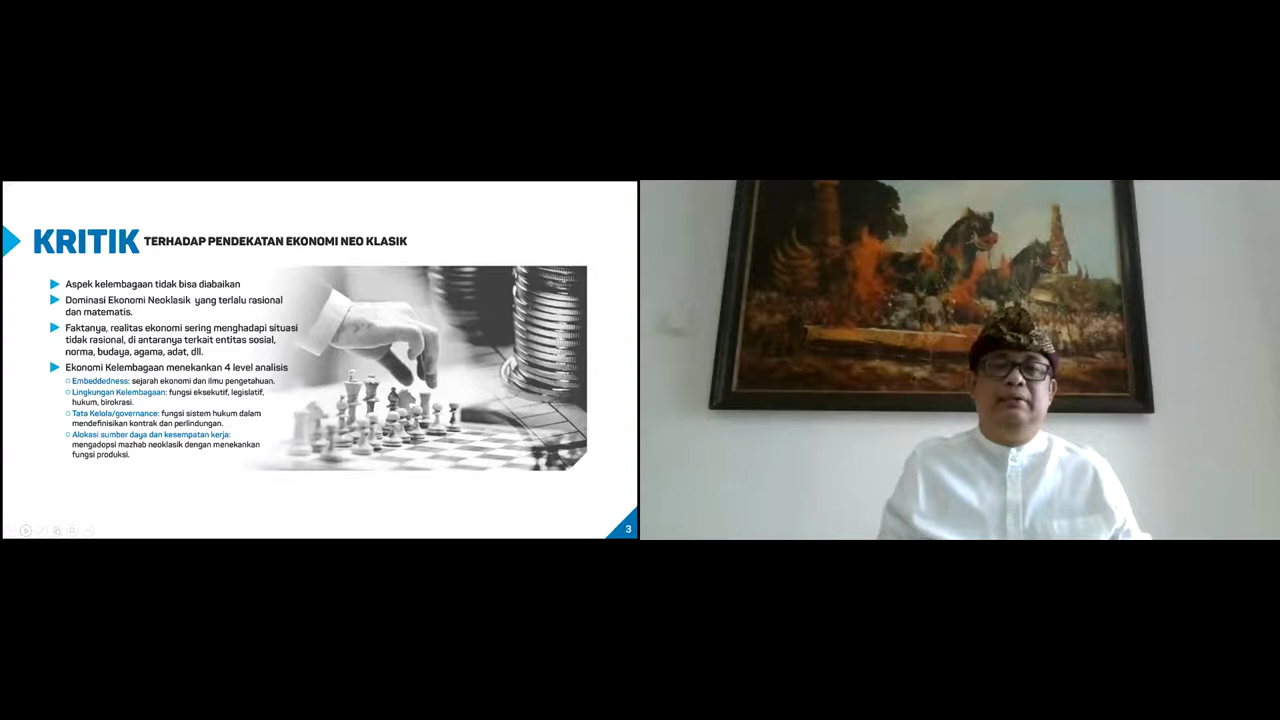 KRITIK TERHADAP PENDEKATAN EKONOMI NEO KLASIK
Aspek kelembagaan tidak bisa diabaikan
Dominasi Ekonomi Neoklasik yang terlalu rasional
dan matematis.
Faktanya, realitas ekonomi sering menghadapi situasi
tidak rasional, di antaranya terkait entitas sosial,
norma, budaya, agama, adat, dll.
Ekonomi Kelembagaan menekankan 4 level analisis
Embeddedness: sejarah ekonomi dan ilmu pengetahuan.
Lingkungan Kelembagaan: fungsi eksekutif, legislatif,
hukum, birokrasi.
Tata Kelola/governance: fungsi sistem hukum dalam
mendefinisikan kontrak dan perlindungan.
Alokasi sumber daya dan kesempatan kerja:
mengadopsi mazhab neoklasik dengan menekankan
fungsi produksi.
3